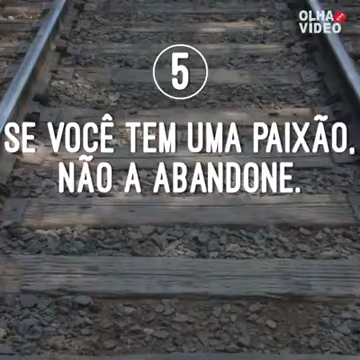 OLHA
VÍDEO
5
SE VOCÊ TEM UMA PAIXÃO,
NÃO A ABANDONE.